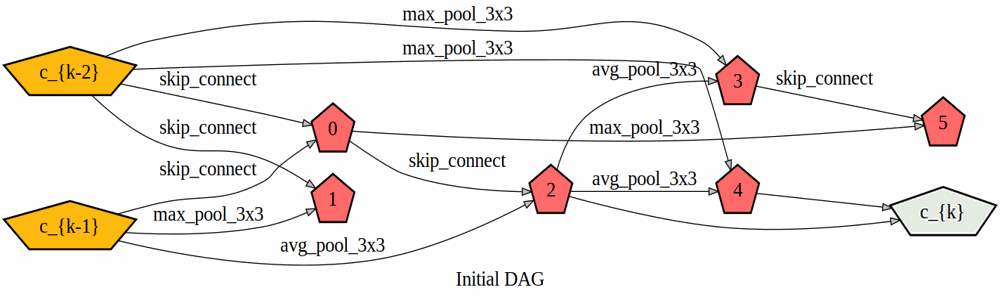 max_pool_3x3
max_pool_3x3
c_{k-2}
avg_pool_3x3
3
skip_connect
skip_connect
5
skip_connect
0
max_pool_3x3
skip_connect
skip_connect
2
avg_pool_3x3
4
1
max_pool_3x3
c_{k-1}
c_{k}
avg_pool_3x3
Initial DAG